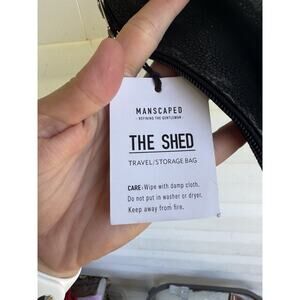 MANSCAPED
- REFINING THE GENTLEMAN -
THE SHED
TRAVEL/STORAGE BAG
CARE: Wipe with damp cloth.
Do not put in washer or dryer.
Keep away from fire.